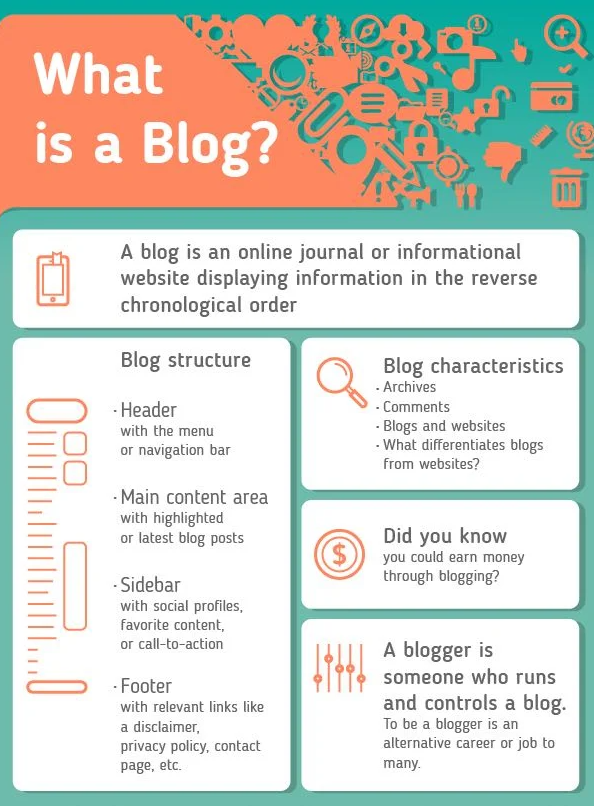 What
is a Blog?
A blog is an online journal or informational
website displaying information in the reverse
chronological order
Blog structure
· Header
with the menu
or navigation bar
· Main content area
with highlighted
or latest blog posts
· Sidebar
with social profiles,
favorite content,
or call-to-action
· Footer
with relevant links like
a disclaimer,
privacy policy, contact
page, etc.
Blog characteristics
· Archives
· Comments
· Blogs and websites
· What differentiates blogs
from websites?
$
Did you know
you could earn money
through blogging?
A blogger is
someone who runs
and controls a blog.
To be a blogger is an
alternative career or job to
many.